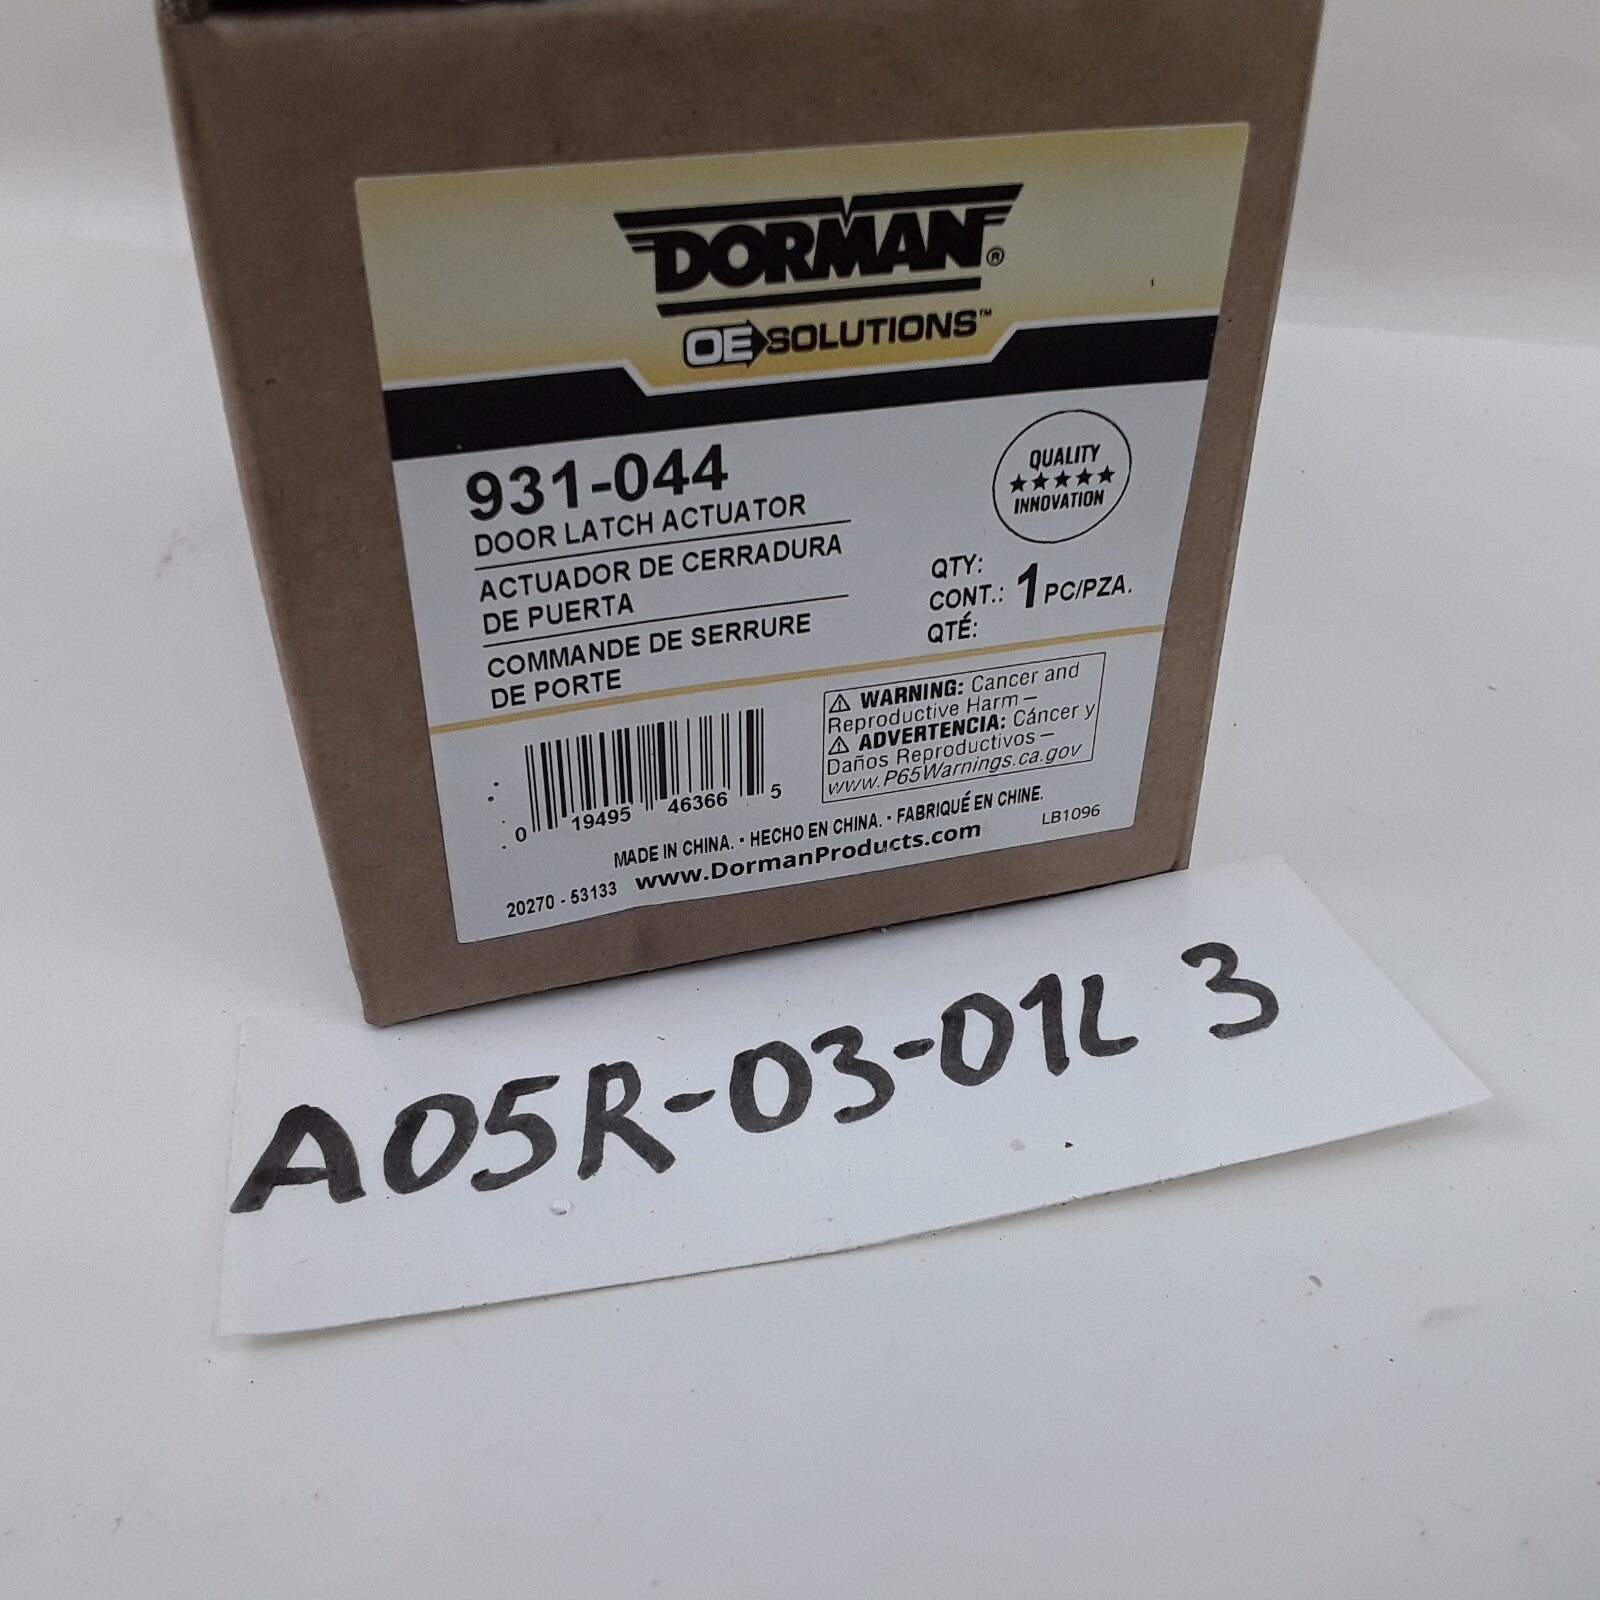 DORMAN®
OE SOLUTIONS™
931-044
DOOR LATCH ACTUATOR
ACTUADOR DE CERRADURA
DE PUERTA
COMMANDE DE SERRURE
DE PORTE
QUALITY
★★★★★
INNOVATION
QTY:
CONT.: 1 PC/PZA.
QTÉ:
⚠ WARNING: Cancer and
Reproductive Harm –
⚠ ADVERTENCIA: Cáncer y
Daños Reproductivos –
www.P65Warnings.ca.gov
0 19495 46366 5
MADE IN CHINA. • HECHO EN CHINA. • FABRIQUÉ EN CHINE.
LB1096
20270 - 53133 www.DormanProducts.com
A05R-03-01L 3